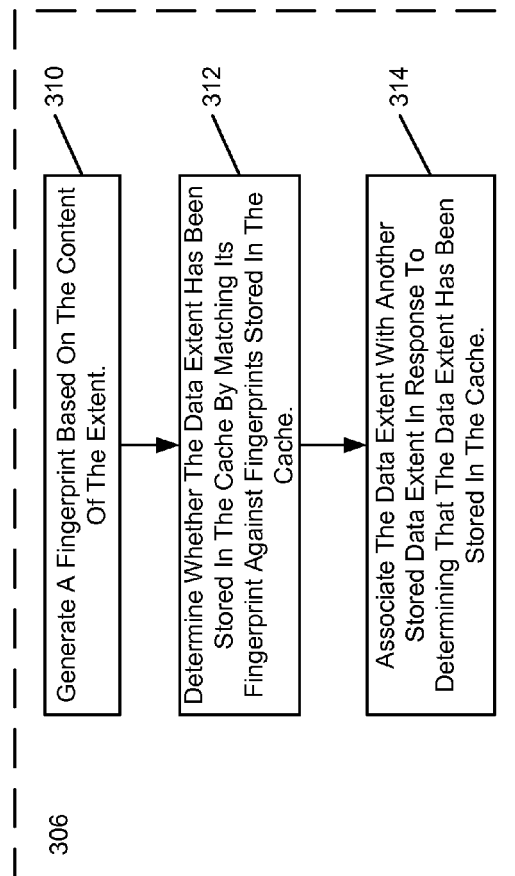 310
Generate A Fingerprint Based On The Content
Of The Extent.
312
Determine Whether The Data Extent Has Been
Stored In The Cache By Matching Its
Fingerprint Against Fingerprints Stored In The
Cache.
314
Associate The Data Extent With Another
Stored Data Extent In Response To
Determining That The Data Extent Has Been
Stored In The Cache.
306